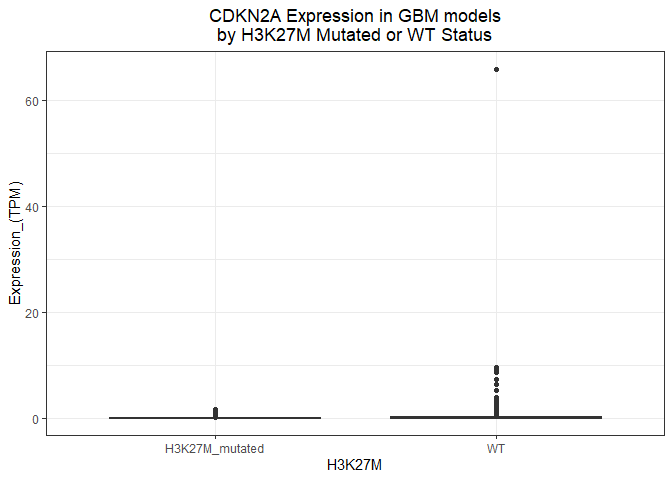 CDKN2A Expression in GBM models
by H3K27M Mutated or WT Status
60
40
20
0
Expression_(TPM)
H3K27M_mutated
WT
H3K27M